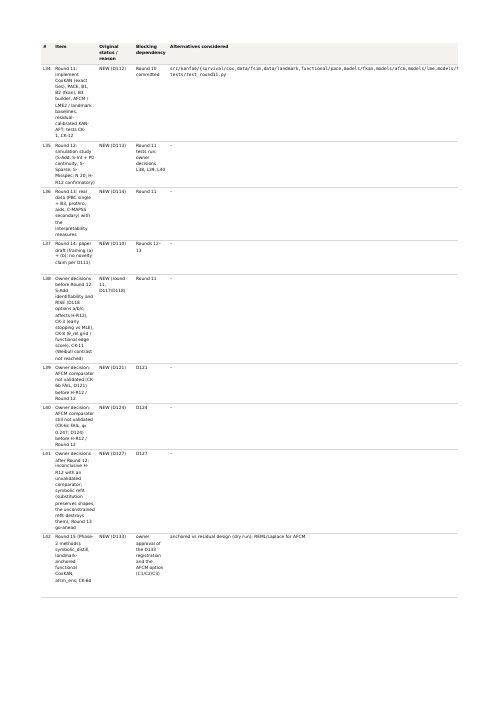 # Item Original status / reason Blocking dependency Alternatives considered
L34 Round 11: NEW (D112) Round 10 src/kanfac/{survival/cox,data/fsim,data/landmark,functional/pace,models/fkan,models/afcm,models/lme,models/
implement committed tests/test_round11.py
CoxKAN (exact
ties), PACE, B1,
B2 (fkan), B3
builder, AFCM /
LME2 / landmark
baselines,
residual-
calibrated KAN-
AFT; tests CK-
1..CK-12
L35 Round 12: NEW (D113) Round 11 –
simulation study tests run;
(S-Add, S-Int + P0 owner
continuity, S- decisions
Sparse, S- L38, L39, L40
Misspec; N 20; H-
R12 confirmatory)
L36 Round 13: real NEW (D114) Round 11 –
data (PBC single
+ B3, prothro,
aids, C-MAPSS
secondary) with
the
interpretability
measures
L37 Round 14: paper NEW (D110) Rounds 12- –
draft (framing (a) 13
+ (b); no novelty
claim per D111)
L38 Owner decisions NEW (round Round 11 –
before Round 12: 11,
S-Add D117/D118)
identifiability and
RISE (D118
options a/b/c;
affects H-R12),
CK-3 (early
stopping vs MLE),
CK-8 (θ_ml grid /
functional edge
score), CK-11
(Weibull contrast
not reached)
L39 Owner decision: NEW (D121) D121 –
AFCM comparator
not validated (CK-
6b FAIL, D121)
before H-R12 /
Round 12
L40 Owner decision: NEW (D124) D124 –
AFCM comparator
still not validated
(CK-6c FAIL, φ₁
0.247; D124)
before H-R12 /
Round 12
L41 Owner decisions NEW (D127) D127 –
after Round 12:
inconclusive H-
R12 with an
unvalidated
comparator;
symbolic refit
(substitution
preserves shapes,
the unconstrained
refit destroys
them); Round 13
go-ahead
L42 Round 15 (Phase- NEW (D133) owner anchored vs residual design (dry run); REML/Laplace for AFCM
2 methods): approval of
symbolic_distill, the D133
landmark- registration
anchored and the
functional AFCM option
CoxKAN, (C1/C2/C3)
afcm_ens; CK-6d